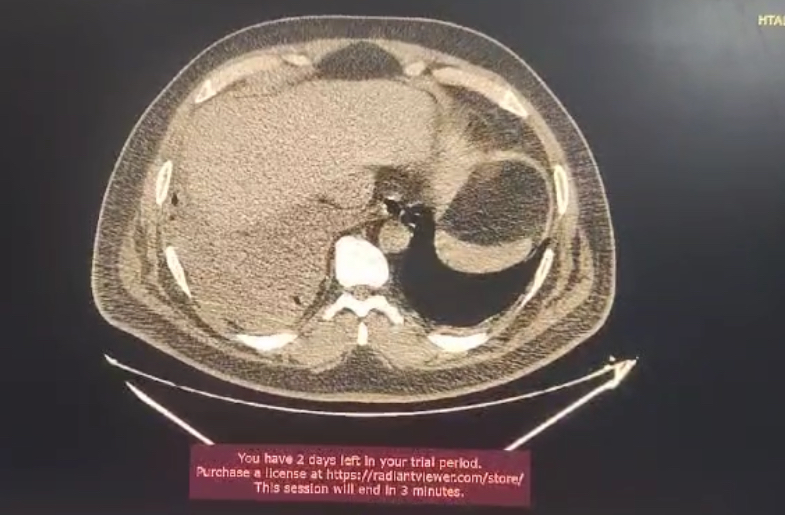 HTA
You have 2 days left in your trial period.
Purchase a license at https://radiantviewer.com/store/
This session will end in 3 minutes.